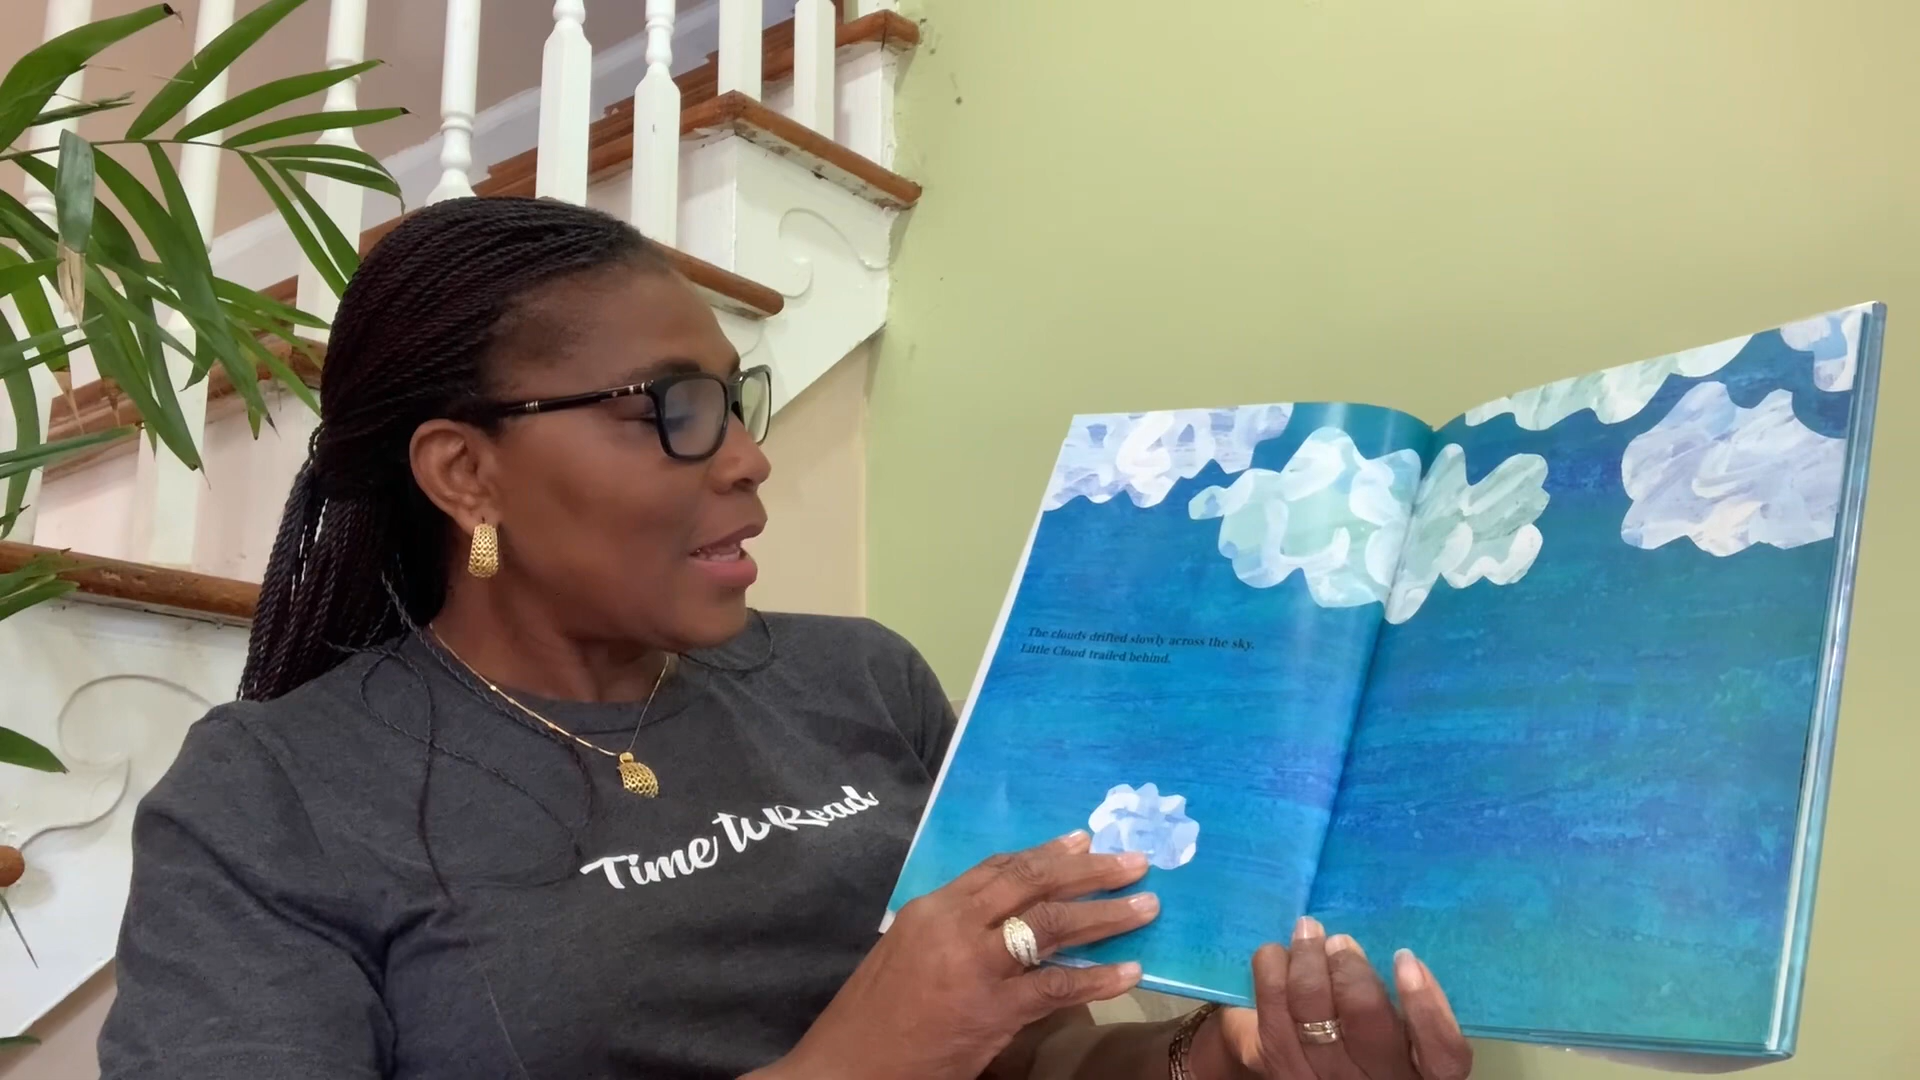 The clouds drifted slowly across the sky.
Little Cloud trailed behind.
Time to Read